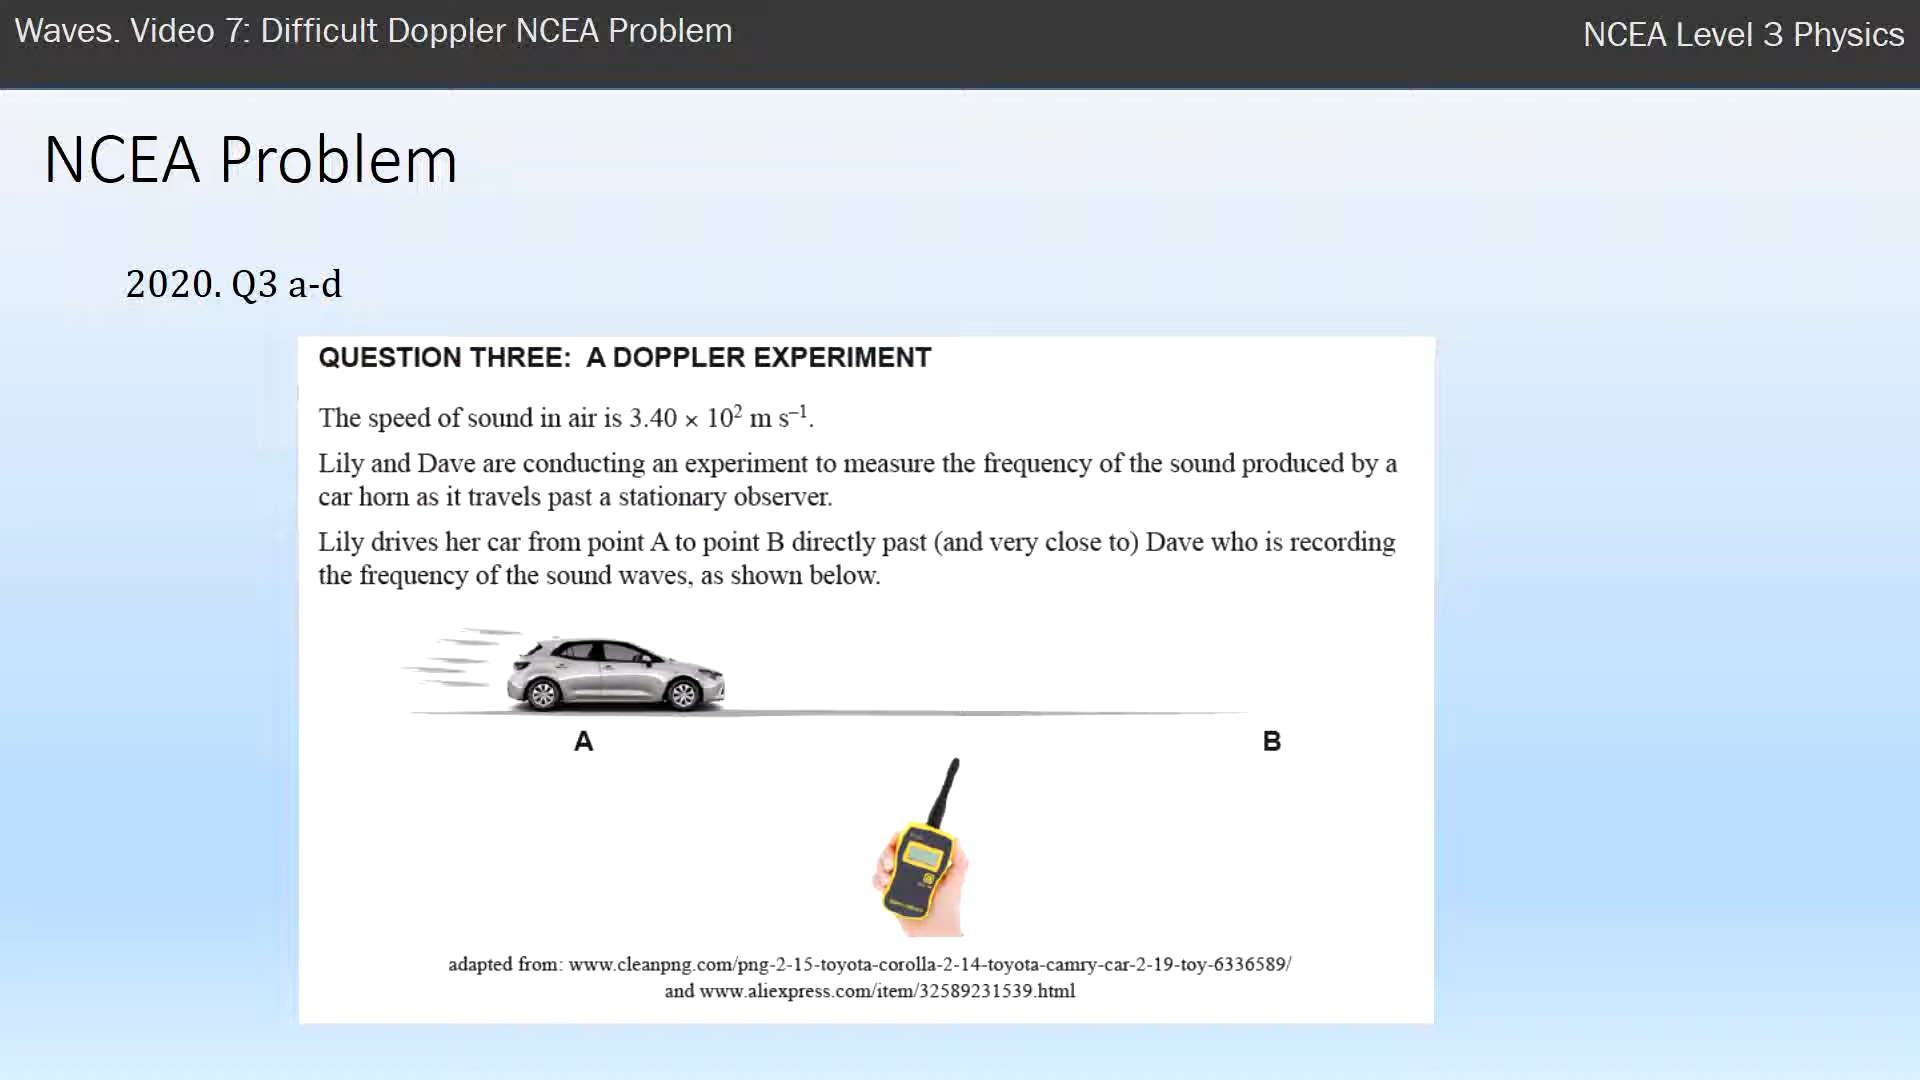 Waves. Video 7: Difficult Doppler NCEA Problem
NCEA Level 3 Physics
NCEA Problem
2020. Q3 a-d
QUESTION THREE: A DOPPLER EXPERIMENT
The speed of sound in air is 3.40 × 10² m s⁻¹.
Lily and Dave are conducting an experiment to measure the frequency of the sound produced by a
car horn as it travels past a stationary observer.
Lily drives her car from point A to point B directly past (and very close to) Dave who is recording
the frequency of the sound waves, as shown below.
A
B
adapted from: www.cleanpng.com/png-2-15-toyota-corolla-2-14-toyota-camry-car-2-19-toy-6336589/
and www.aliexpress.com/item/32589231539.html